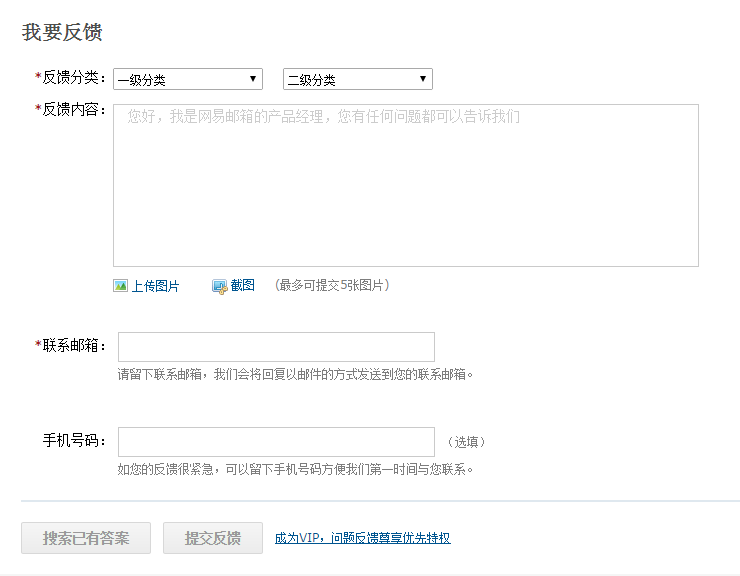 我要反馈
*反馈分类： 一级分类 ▼ 二级分类 ▼
*反馈内容： 您好，我是网易邮箱的产品经理，您有任何问题都可以告诉我们
上传图片 截图 （最多可提交5张图片）
*联系邮箱：
请留下联系邮箱，我们会将回复以邮件的方式发送到您的联系邮箱。
手机号码： （选填）
如您的反馈很紧急，可以留下手机号码方便我们第一时间与您联系。
搜索已有答案 提交反馈 成为VIP，问题反馈尊享优先特权